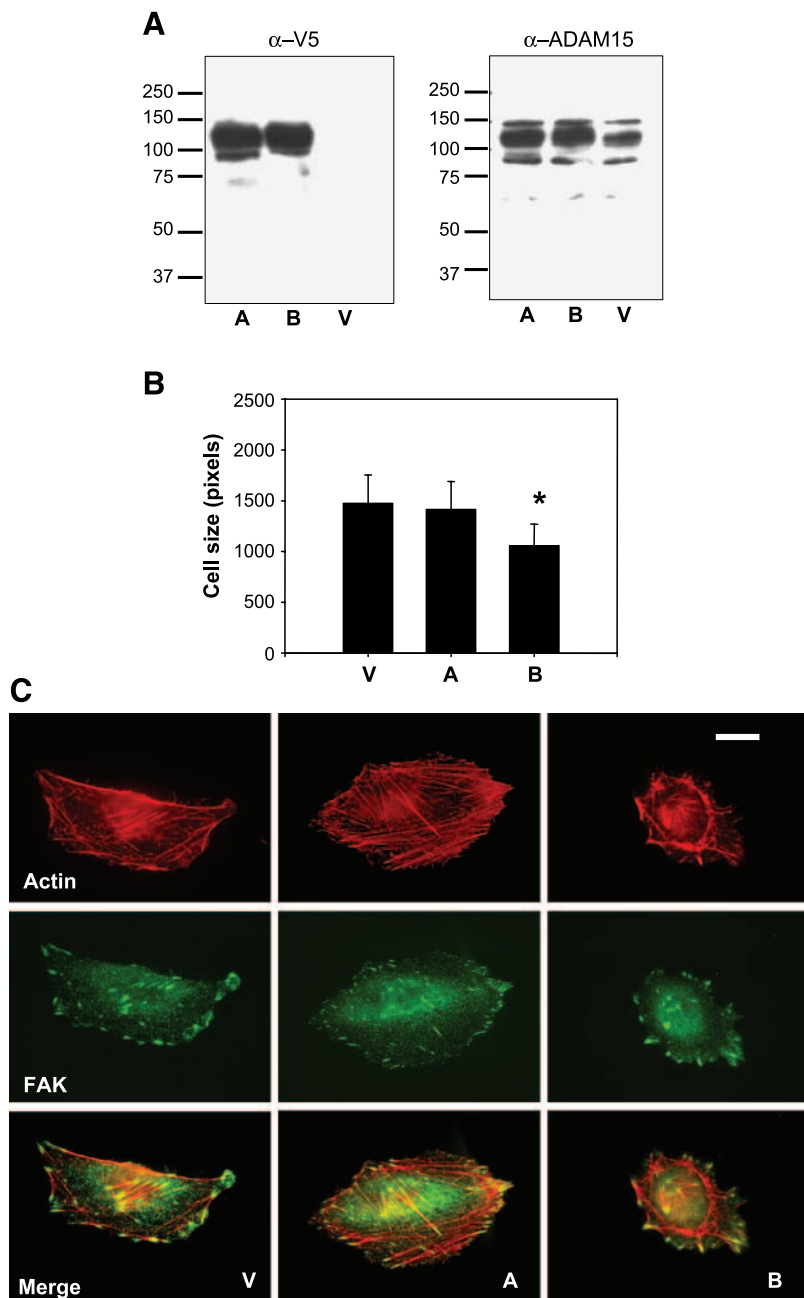 A
α–V5
α–ADAM15
250
150
100
75
50
37
250
150
100
75
50
37
A B V
A B V
B
Cell size (pixels)
2500
2000
1500
1000
500
0
*
V A B
C
Actin
FAK
Merge
V
A
B